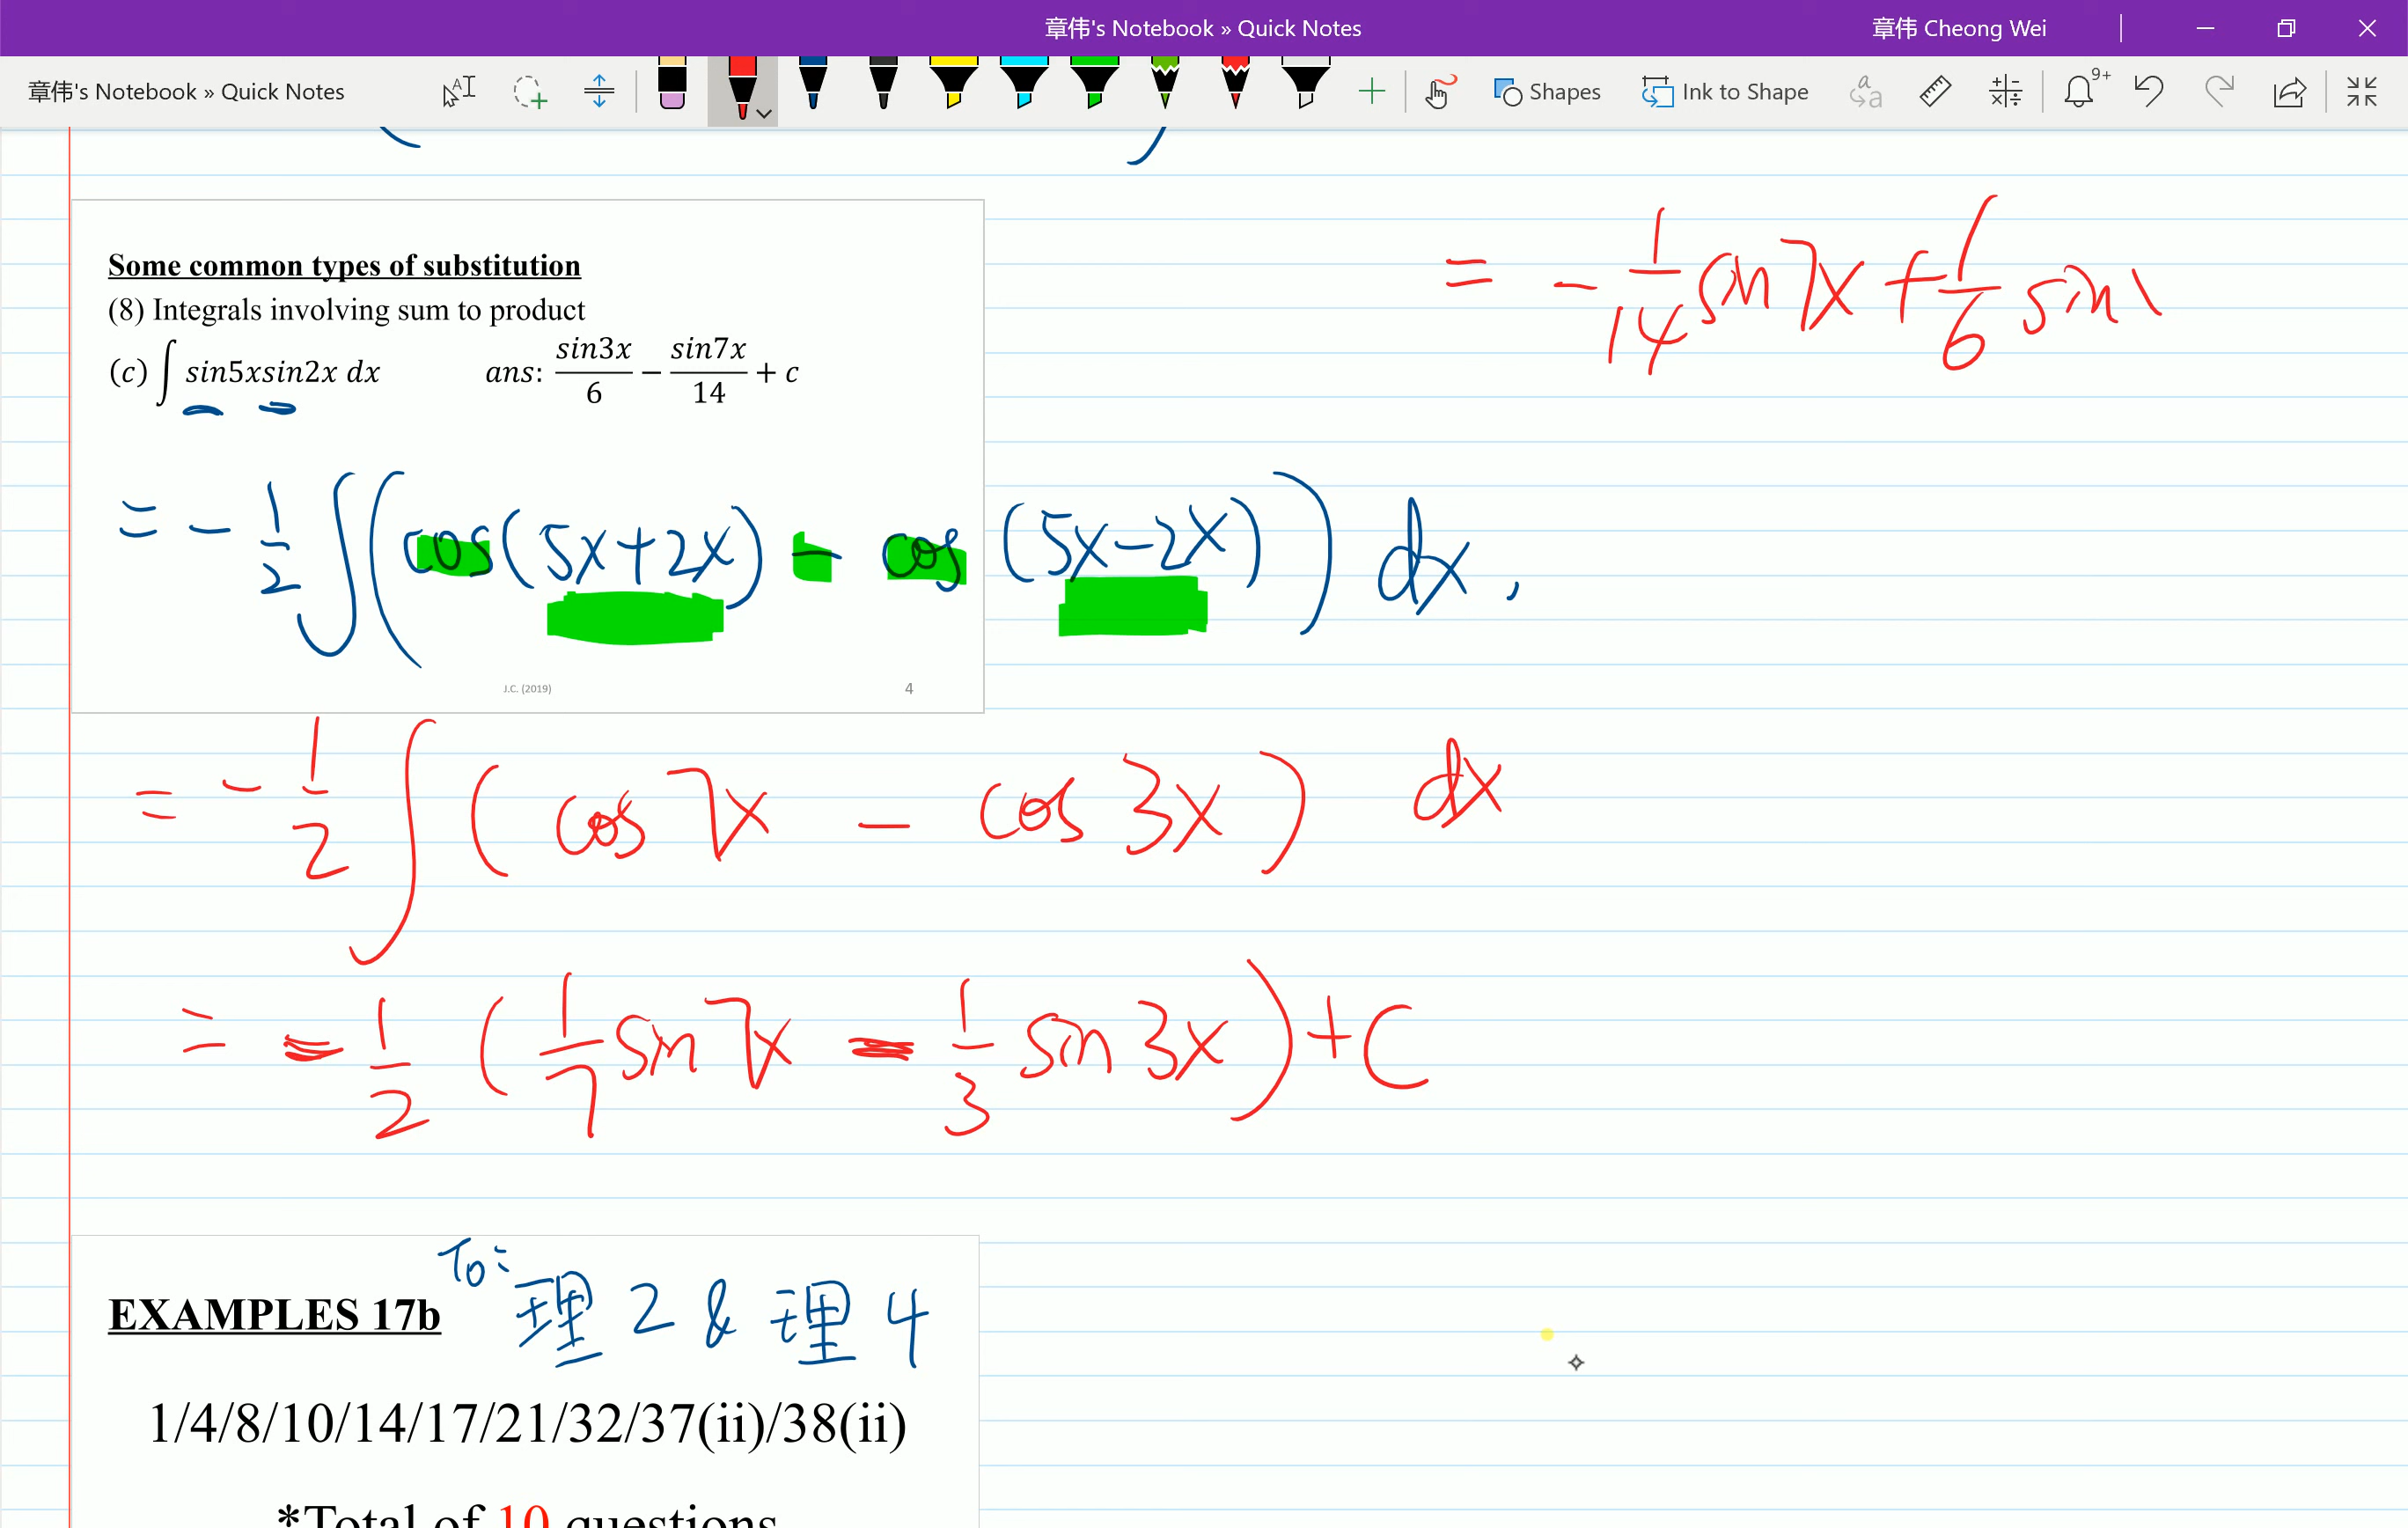 章伟's Notebook » Quick Notes
章伟 Cheong Wei
章伟's Notebook » Quick Notes
Shapes
Ink to Shape
9+
Some common types of substitution
(8) Integrals involving sum to product
(c) ∫ sin5xsin2x dx ans: sin3x/6 − sin7x/14 + c
= - 1/2 ∫ (cos(5x+2x) - cos(5x-2x)) dx,
J.C. (2019) 4
= - 1/2 ∫ (cos 7x - cos 3x) dx
= - 1/2 (1/7 sin 7x - 1/3 sin 3x) + C
= - 1/14 sin 7x + 1/6 sin
EXAMPLES 17b
To: 理 2 & 理 4
1/4/8/10/14/17/21/32/37(ii)/38(ii)
*Total of 10 questions